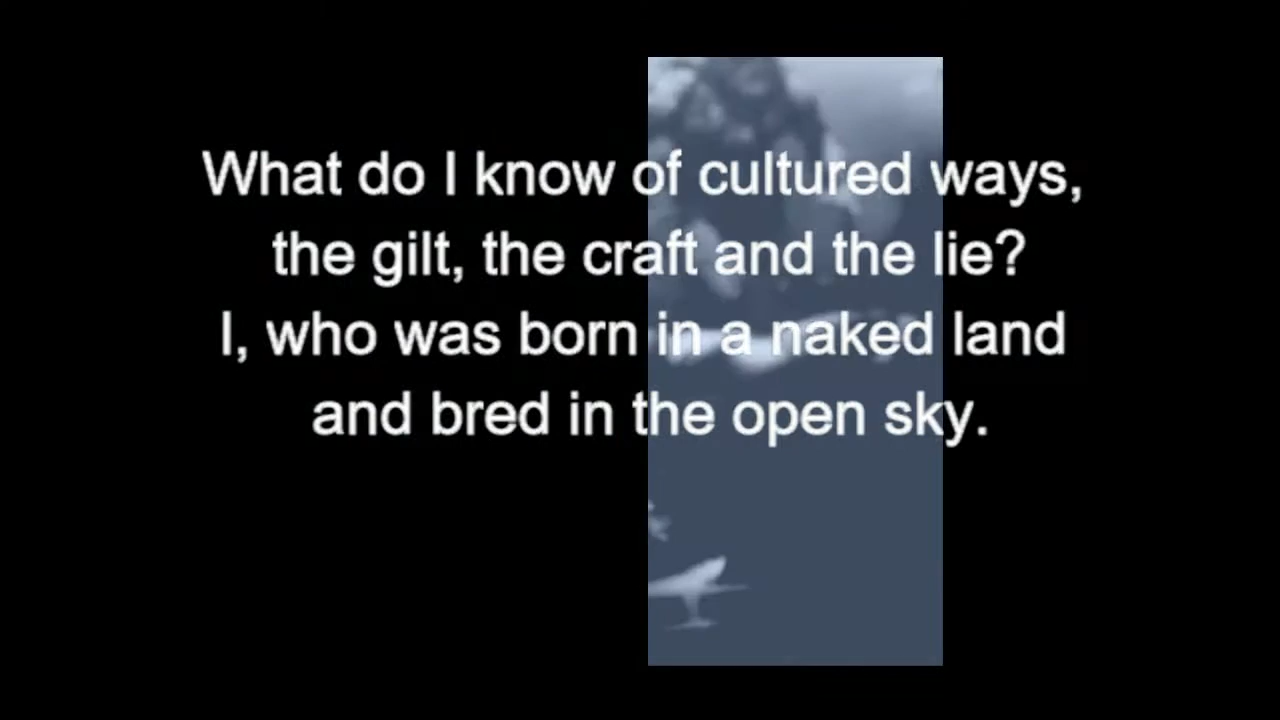 What do I know of cultured ways,
the gilt, the craft and the lie?
I, who was born in a naked land
and bred in the open sky.